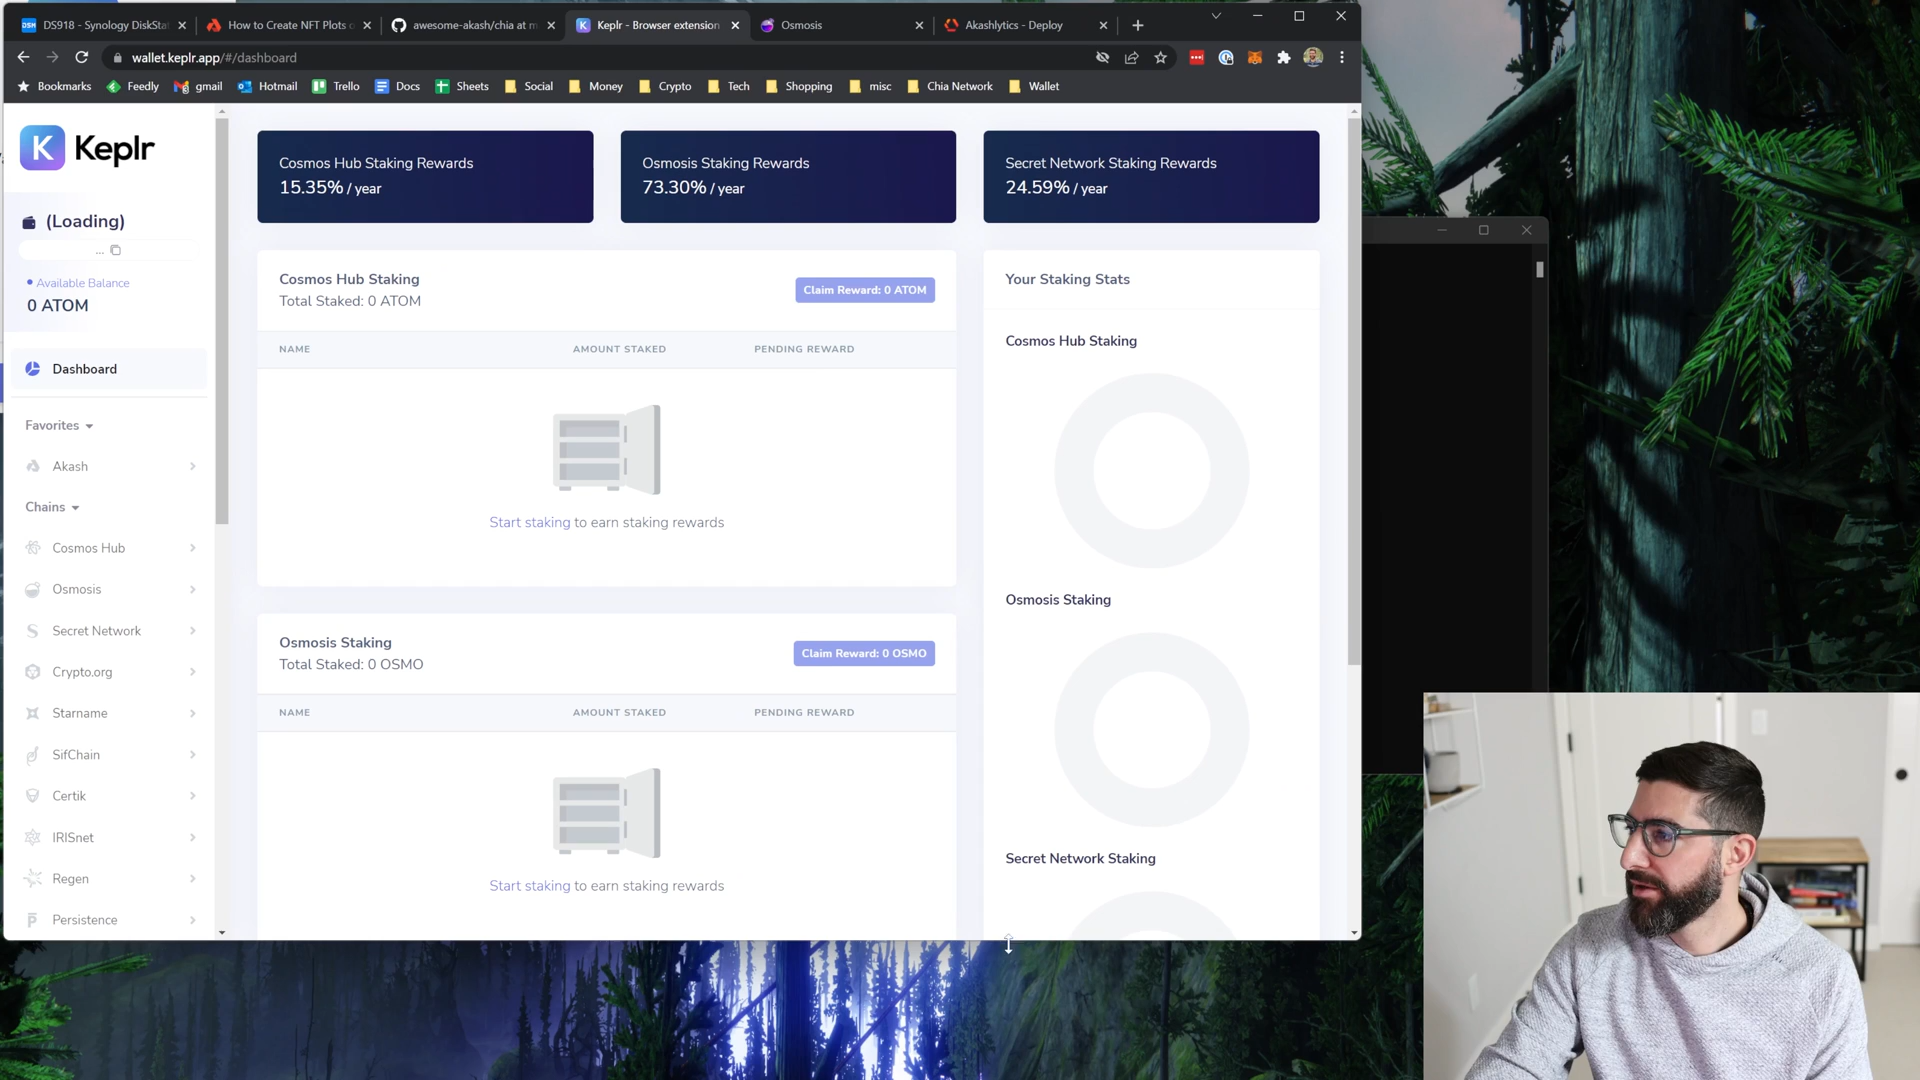 DS918 - Synology DiskSta
How to Create NFT Plots o
awesome-akash/chia at m
Keplr - Browser extension
Osmosis
Akashlytics - Deploy
wallet.keplr.app/#/dashboard
Bookmarks
Feedly
gmail
Hotmail
Trello
Docs
Sheets
Social
Money
Crypto
Tech
Shopping
misc
Chia Network
Wallet
K Keplr
(Loading)
...
Available Balance
0 ATOM
Dashboard
Favorites
Akash
Chains
Cosmos Hub
Osmosis
Secret Network
Crypto.org
Starname
SifChain
Certik
IRISnet
Regen
Persistence
Cosmos Hub Staking Rewards
15.35% / year
Osmosis Staking Rewards
73.30% / year
Secret Network Staking Rewards
24.59% / year
Cosmos Hub Staking
Total Staked: 0 ATOM
Claim Reward: 0 ATOM
NAME
AMOUNT STAKED
PENDING REWARD
Start staking to earn staking rewards
Osmosis Staking
Total Staked: 0 OSMO
Claim Reward: 0 OSMO
NAME
AMOUNT STAKED
PENDING REWARD
Start staking to earn staking rewards
Your Staking Stats
Cosmos Hub Staking
Osmosis Staking
Secret Network Staking